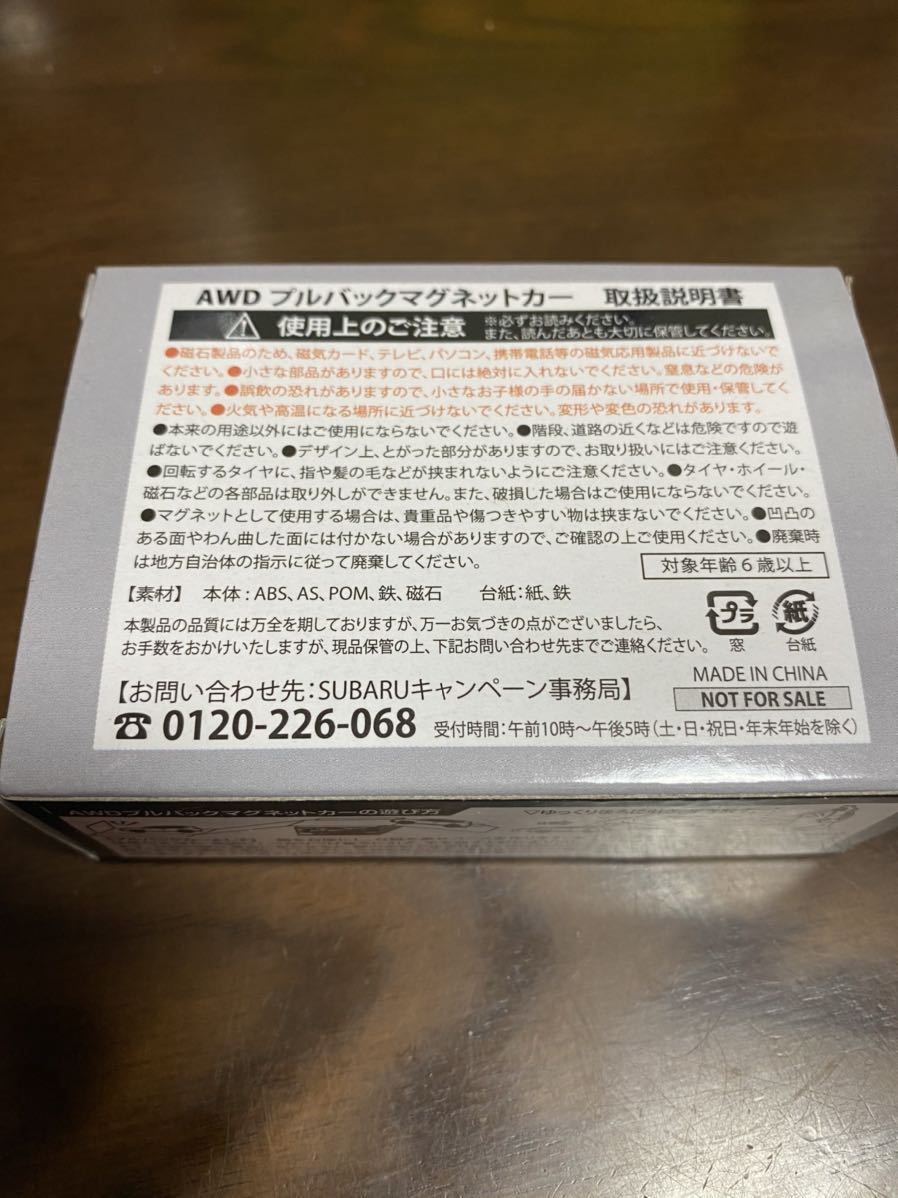 AWD プルバックマグネットカー 取扱説明書
使用上のご注意 ※必ずお読みください。
また、読んだあとも大切に保管してください。
●磁石製品のため、磁気カード、テレビ、パソコン、携帯電話等の磁気応用製品に近づけないで
ください。●小さな部品がありますので、口には絶対に入れないでください。窒息などの危険が
あります。●誤飲の恐れがありますので、小さなお子様の手の届かない場所で使用・保管してく
ださい。●火気や高温になる場所に近づけないでください。変形や変色の恐れがあります。
●本来の用途以外にはご使用にならないでください。●階段、道路の近くなどは危険ですので遊
ばないでください。●デザイン上、とがった部分がありますので、お取り扱いにはご注意ください。
●回転するタイヤに、指や髪の毛などが挟まれないようにご注意ください。●タイヤ・ホイール・
磁石などの各部品は取り外しができません。また、破損した場合はご使用にならないでください。
●マグネットとして使用する場合は、貴重品や傷つきやすい物は挟まないでください。●凹凸の
ある面やわん曲した面には付かない場合がありますので、ご確認の上ご使用ください。●廃棄時
は地方自治体の指示に従って廃棄してください。
対象年齢6歳以上
【素材】 本体：ABS、AS、POM、鉄、磁石 台紙：紙、鉄
プラ 紙
窓 台紙
本製品の品質には万全を期しておりますが、万一お気づきの点がございましたら、
お手数をおかけいたしますが、現品保管の上、下記お問い合わせ先までご連絡ください。
MADE IN CHINA
【お問い合わせ先：SUBARUキャンペーン事務局】
NOT FOR SALE
☎ 0120-226-068 受付時間：午前10時〜午後5時（土・日・祝日・年末年始を除く）
AWDプルバックマグネットカーの遊び方